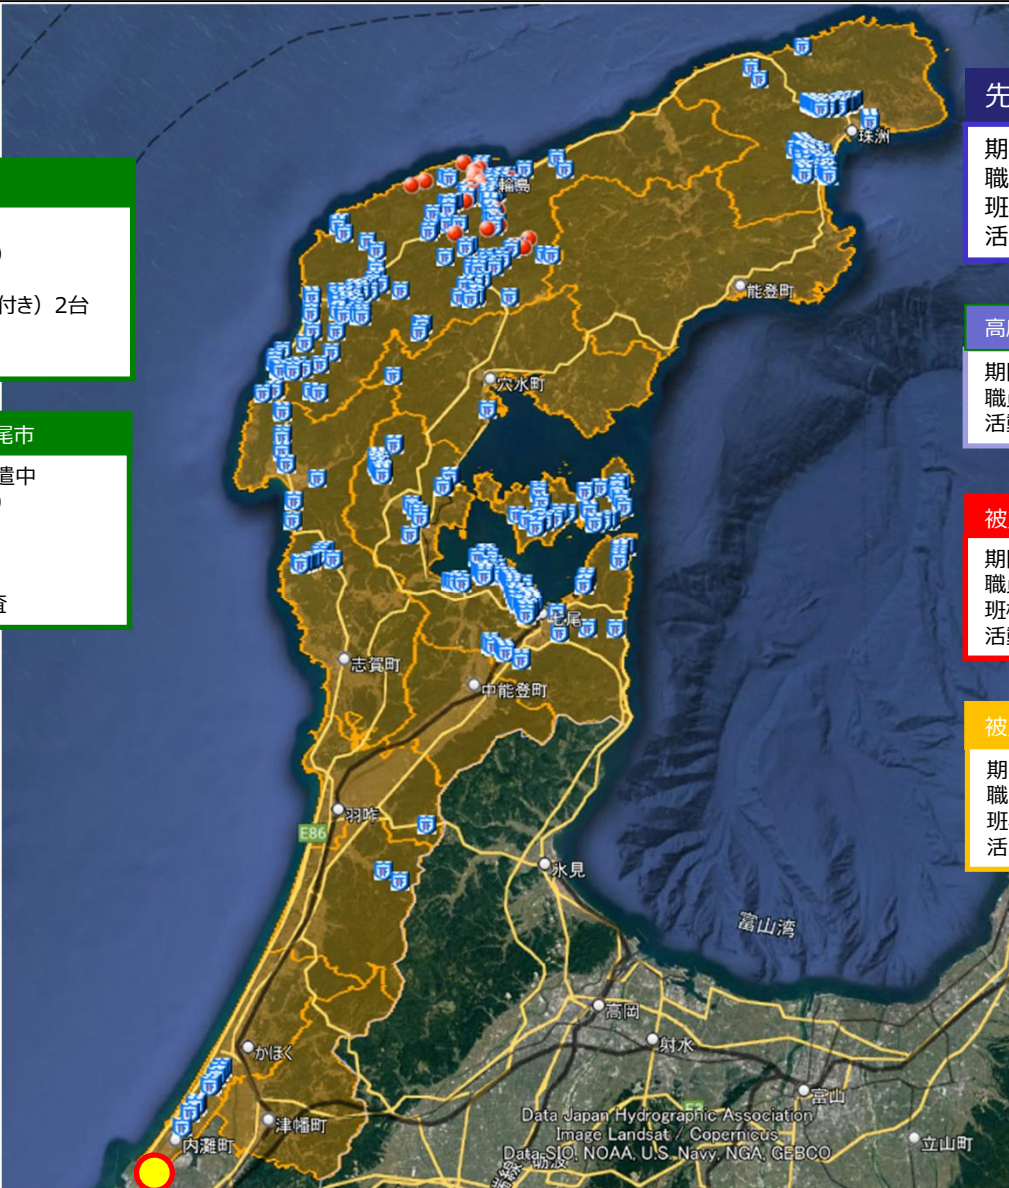 珠洲
輪島
能登町
穴水町
七尾
志賀町
中能登町
羽咋
E86
氷見
富山湾
高岡
射水
かほく
富山
津幡町
内灘町
立山町
砺波
Data Japan Hydrographic Association
Image Landsat / Copernicus
Data SIO, NOAA, U.S. Navy, NGA, GEBCO
）
付き）2台
尾市
遣中
）
査
先
期
職
班
活
高
期
職
活
被
期
職
班
活
被
期
職
班
活